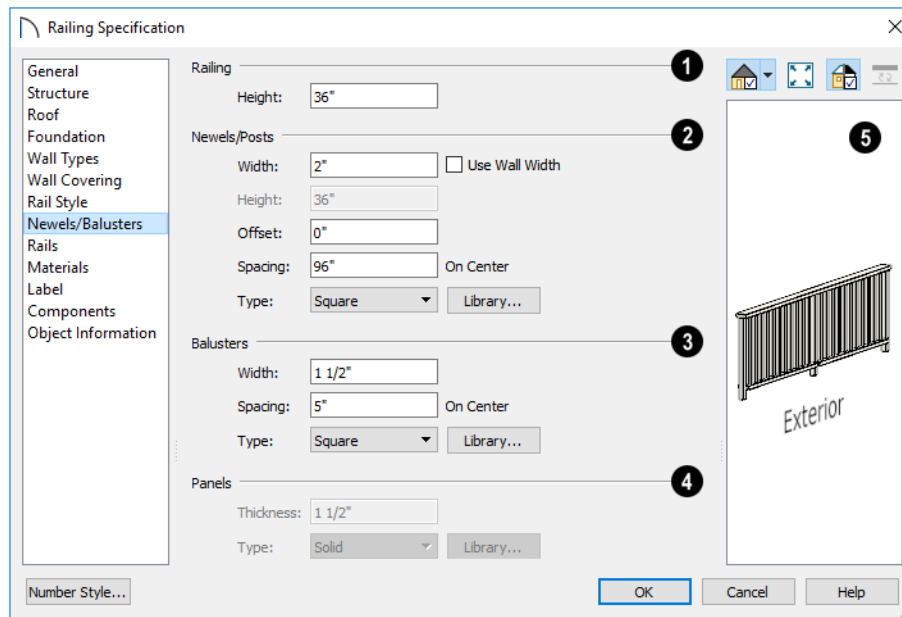 Railing Specification
General
Structure
Roof
Foundation
Wall Types
Wall Covering
Rail Style
Newels/Balusters
Rails
Materials
Label
Components
Object Information
Railing
1
Height: 36"
Newels/Posts
2
Width: 2" Use Wall Width
Height: 36"
Offset: 0"
Spacing: 96" On Center
Type: Square Library...
Balusters
3
Width: 1 1/2"
Spacing: 5" On Center
Type: Square Library...
Panels
4
Thickness: 1 1/2"
Type: Solid Library...
5
Exterior
Number Style... OK Cancel Help